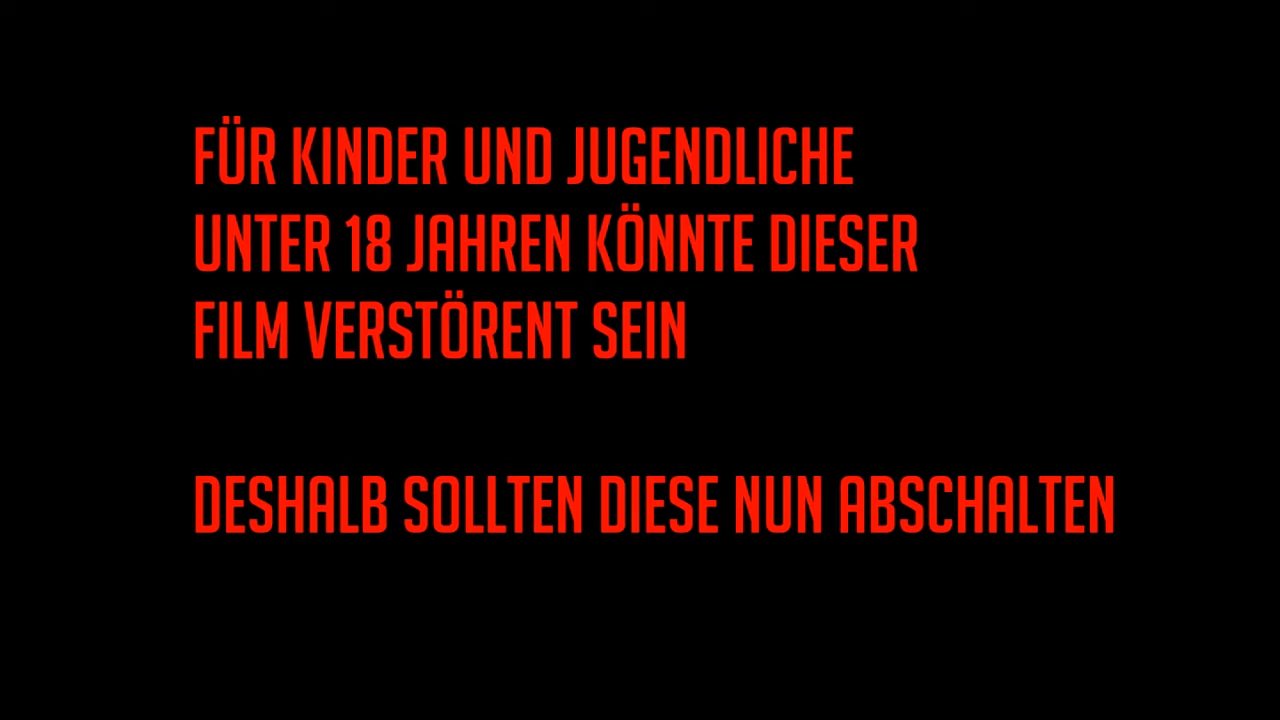 FÜR KINDER UND JUGENDLICHE
UNTER 18 JAHREN KÖNNTE DIESER
FILM VERSTÖRENT SEIN
DESHALB SOLLTEN DIESE NUN ABSCHALTEN